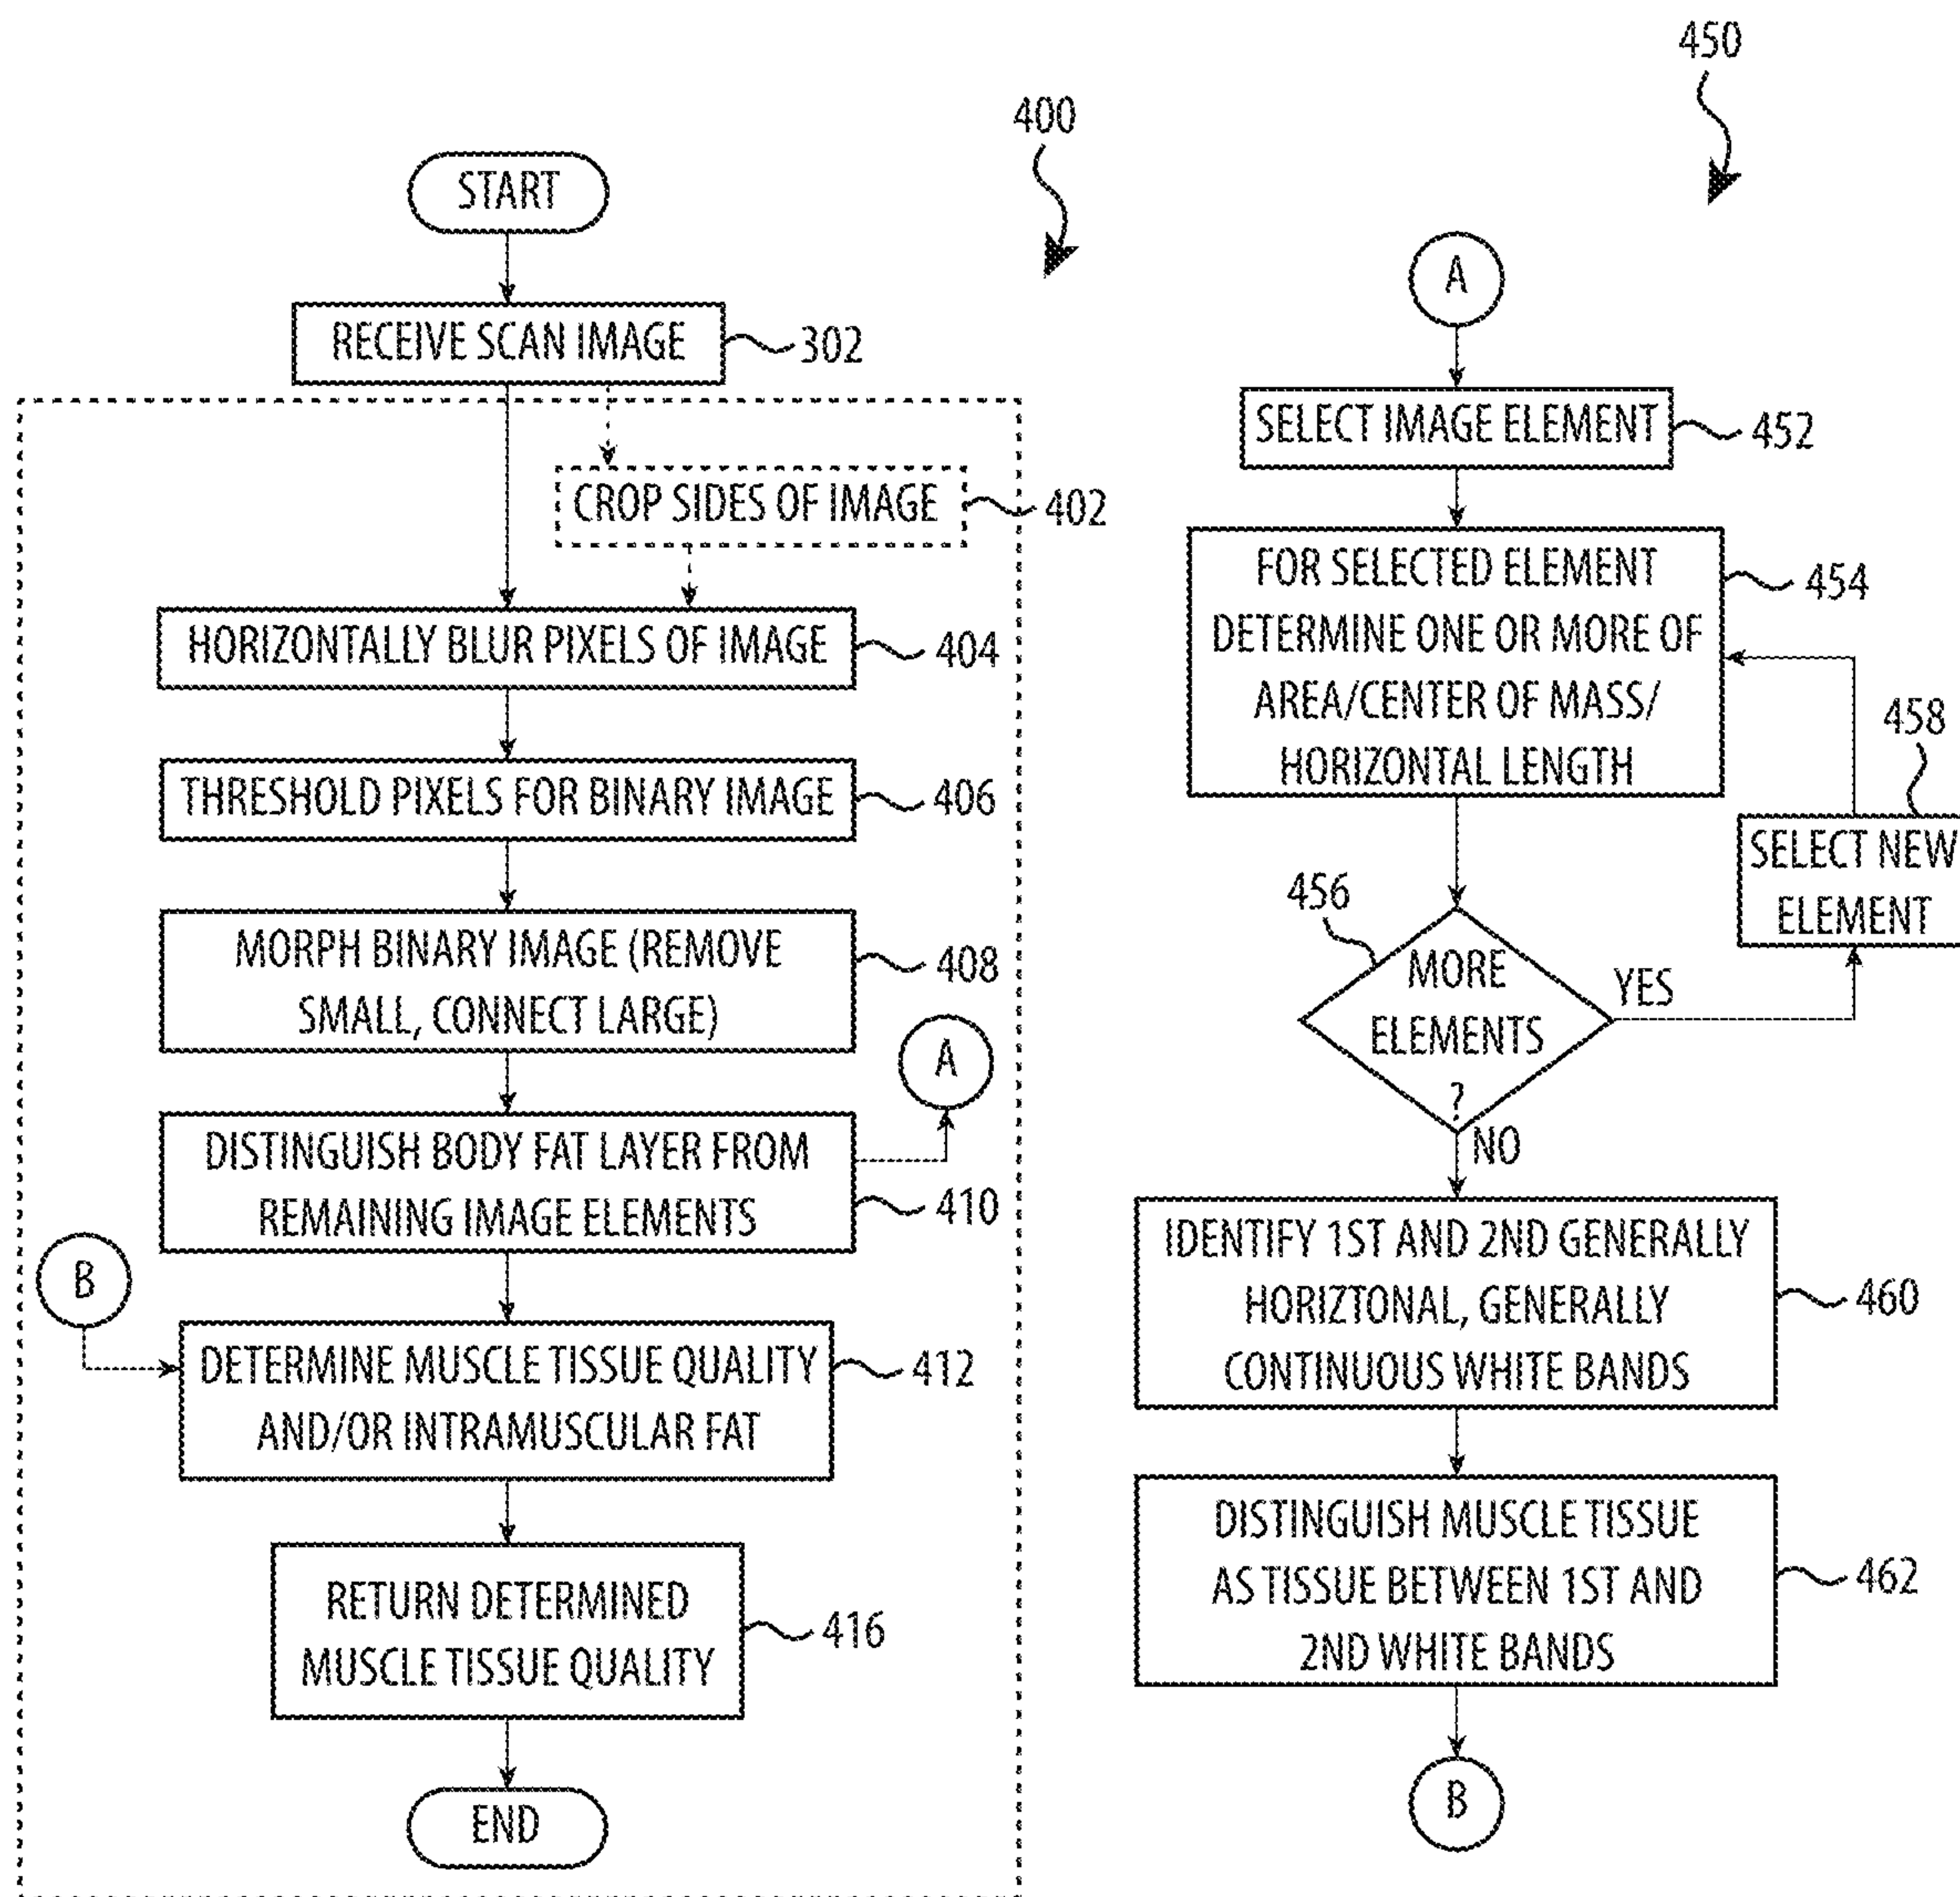 400
START
RECEIVE SCAN IMAGE
302
CROP SIDES OF IMAGE
402
HORIZONTALLY BLUR PIXELS OF IMAGE
404
THRESHOLD PIXELS FOR BINARY IMAGE
406
MORPH BINARY IMAGE (REMOVE
SMALL, CONNECT LARGE)
408
A
DISTINGUISH BODY FAT LAYER FROM
REMAINING IMAGE ELEMENTS
410
B
DETERMINE MUSCLE TISSUE QUALITY
AND/OR INTRAMUSCULAR FAT
412
RETURN DETERMINED
MUSCLE TISSUE QUALITY
416
END
450
A
SELECT IMAGE ELEMENT
452
FOR SELECTED ELEMENT
DETERMINE ONE OR MORE OF
AREA/CENTER OF MASS/
HORIZONTAL LENGTH
454
458
SELECT NEW
ELEMENT
456
MORE
ELEMENTS
?
YES
NO
IDENTIFY 1ST AND 2ND GENERALLY
HORIZTONAL, GENERALLY
CONTINUOUS WHITE BANDS
460
DISTINGUISH MUSCLE TISSUE
AS TISSUE BETWEEN 1ST AND
2ND WHITE BANDS
462
B